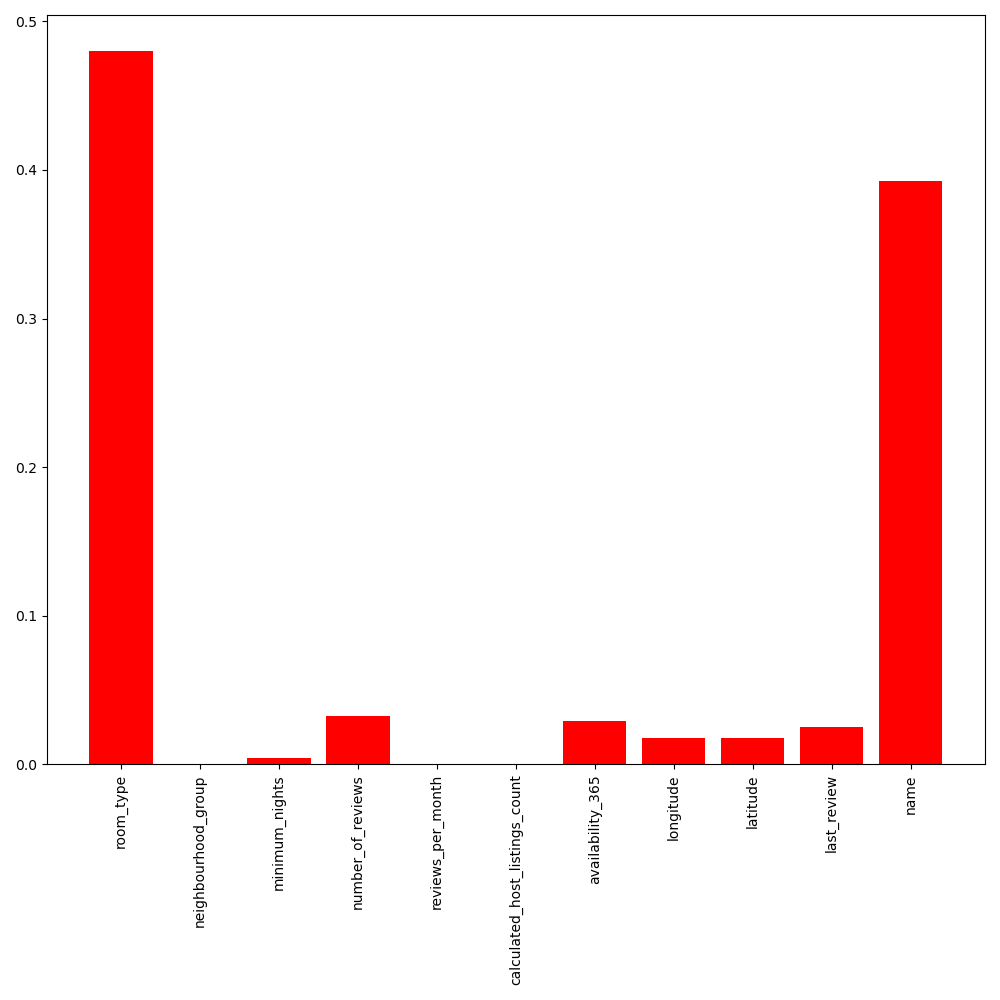 0.5
0.4
0.3
0.2
0.1
0.0
room_type
neighbourhood_group
minimum_nights
number_of_reviews
reviews_per_month
calculated_host_listings_count
availability_365
longitude
latitude
last_review
name